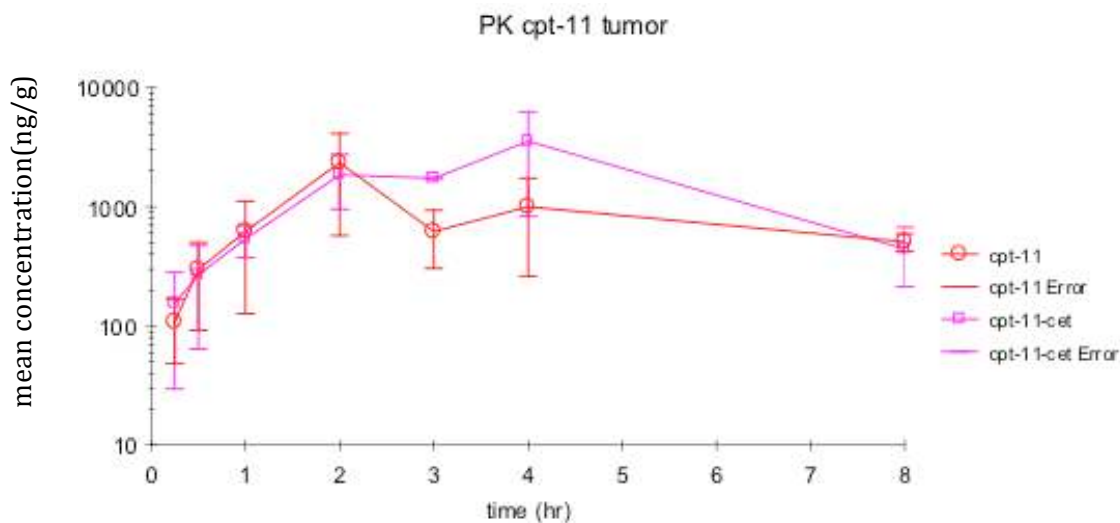 PK cpt-11 tumor
mean concentration(ng/g)
10000
1000
100
10
0 1 2 3 4 5 6 7 8
time (hr)
cpt-11
cpt-11 Error
cpt-11-cet
cpt-11-cet Error